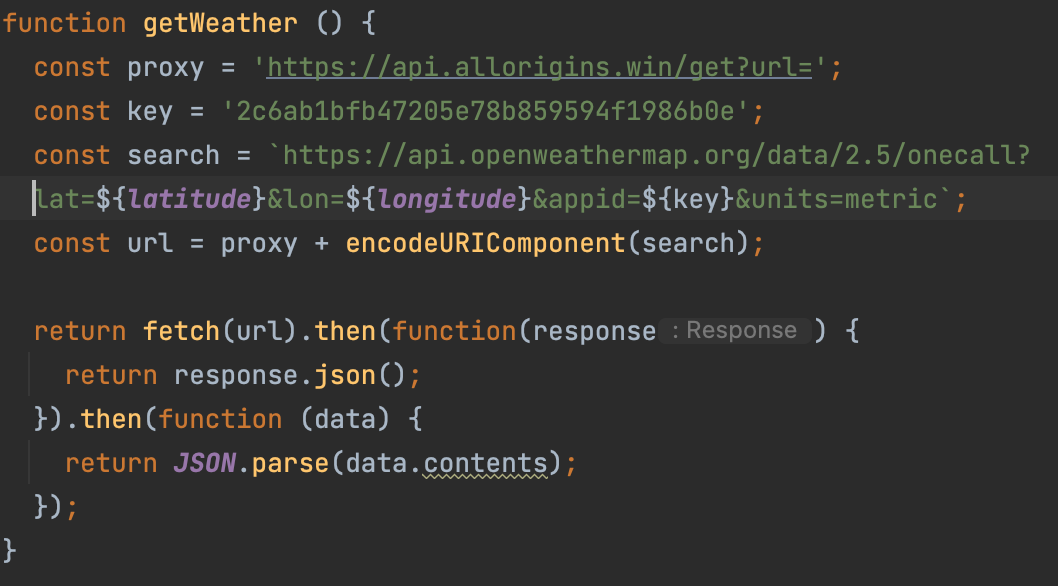 function getWeather () {
const proxy = 'https://api.allorigins.win/get?url=';
const key = '2c6ab1bfb47205e78b859594f1986b0e';
const search = `https://api.openweathermap.org/data/2.5/onecall?
lat=${latitude}&lon=${longitude}&appid=${key}&units=metric`;
const url = proxy + encodeURIComponent(search);
return fetch(url).then(function(response : Response ) {
return response.json();
}).then(function (data) {
return JSON.parse(data.contents);
});
}